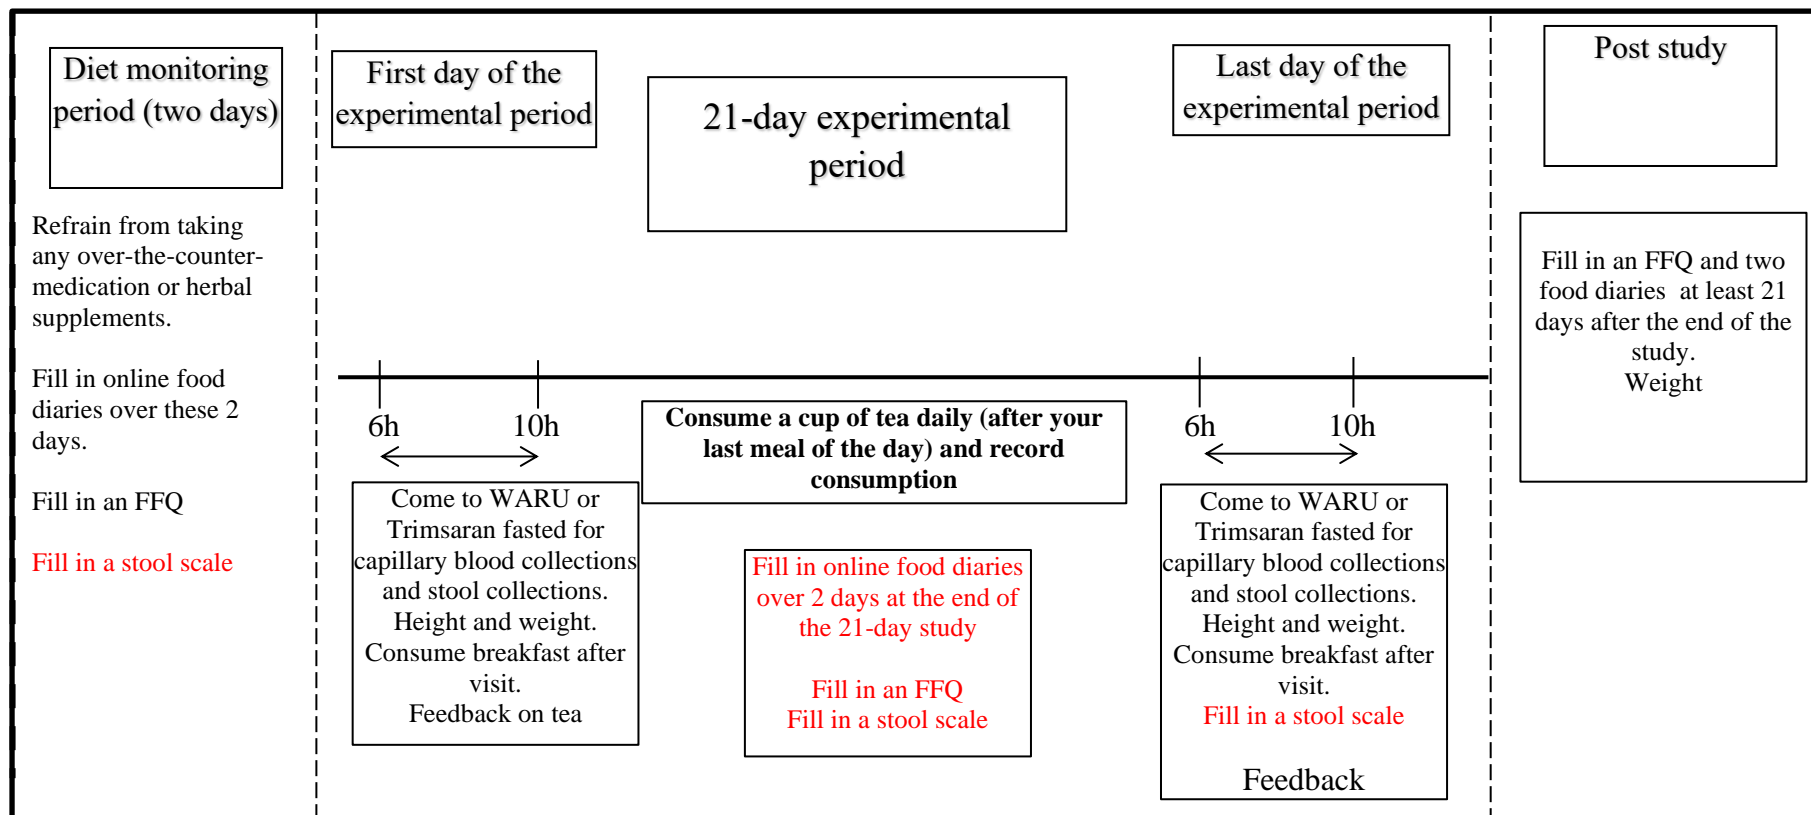 Diet monitoring
period (two days)
Refrain from taking
any over-the-counter-
medication or herbal
supplements.
Fill in online food
diaries over these 2
days.
Fill in an FFQ
Fill in a stool scale
First day of the
experimental period
6h
10h
Come to WARU or
Trimsaran fasted for
capillary blood collections
and stool collections.
Height and weight.
Consume breakfast after
visit.
Feedback on tea
21-day experimental
period
Consume a cup of tea daily (after your
last meal of the day) and record
consumption
Fill in online food diaries
over 2 days at the end of
the 21-day study
Fill in an FFQ
Fill in a stool scale
Last day of the
experimental period
6h
10h
Come to WARU or
Trimsaran fasted for
capillary blood collections
and stool collections.
Height and weight.
Consume breakfast after
visit.
Fill in a stool scale
Feedback
Post study
Fill in an FFQ and two
food diaries at least 21
days after the end of the
study.
Weight